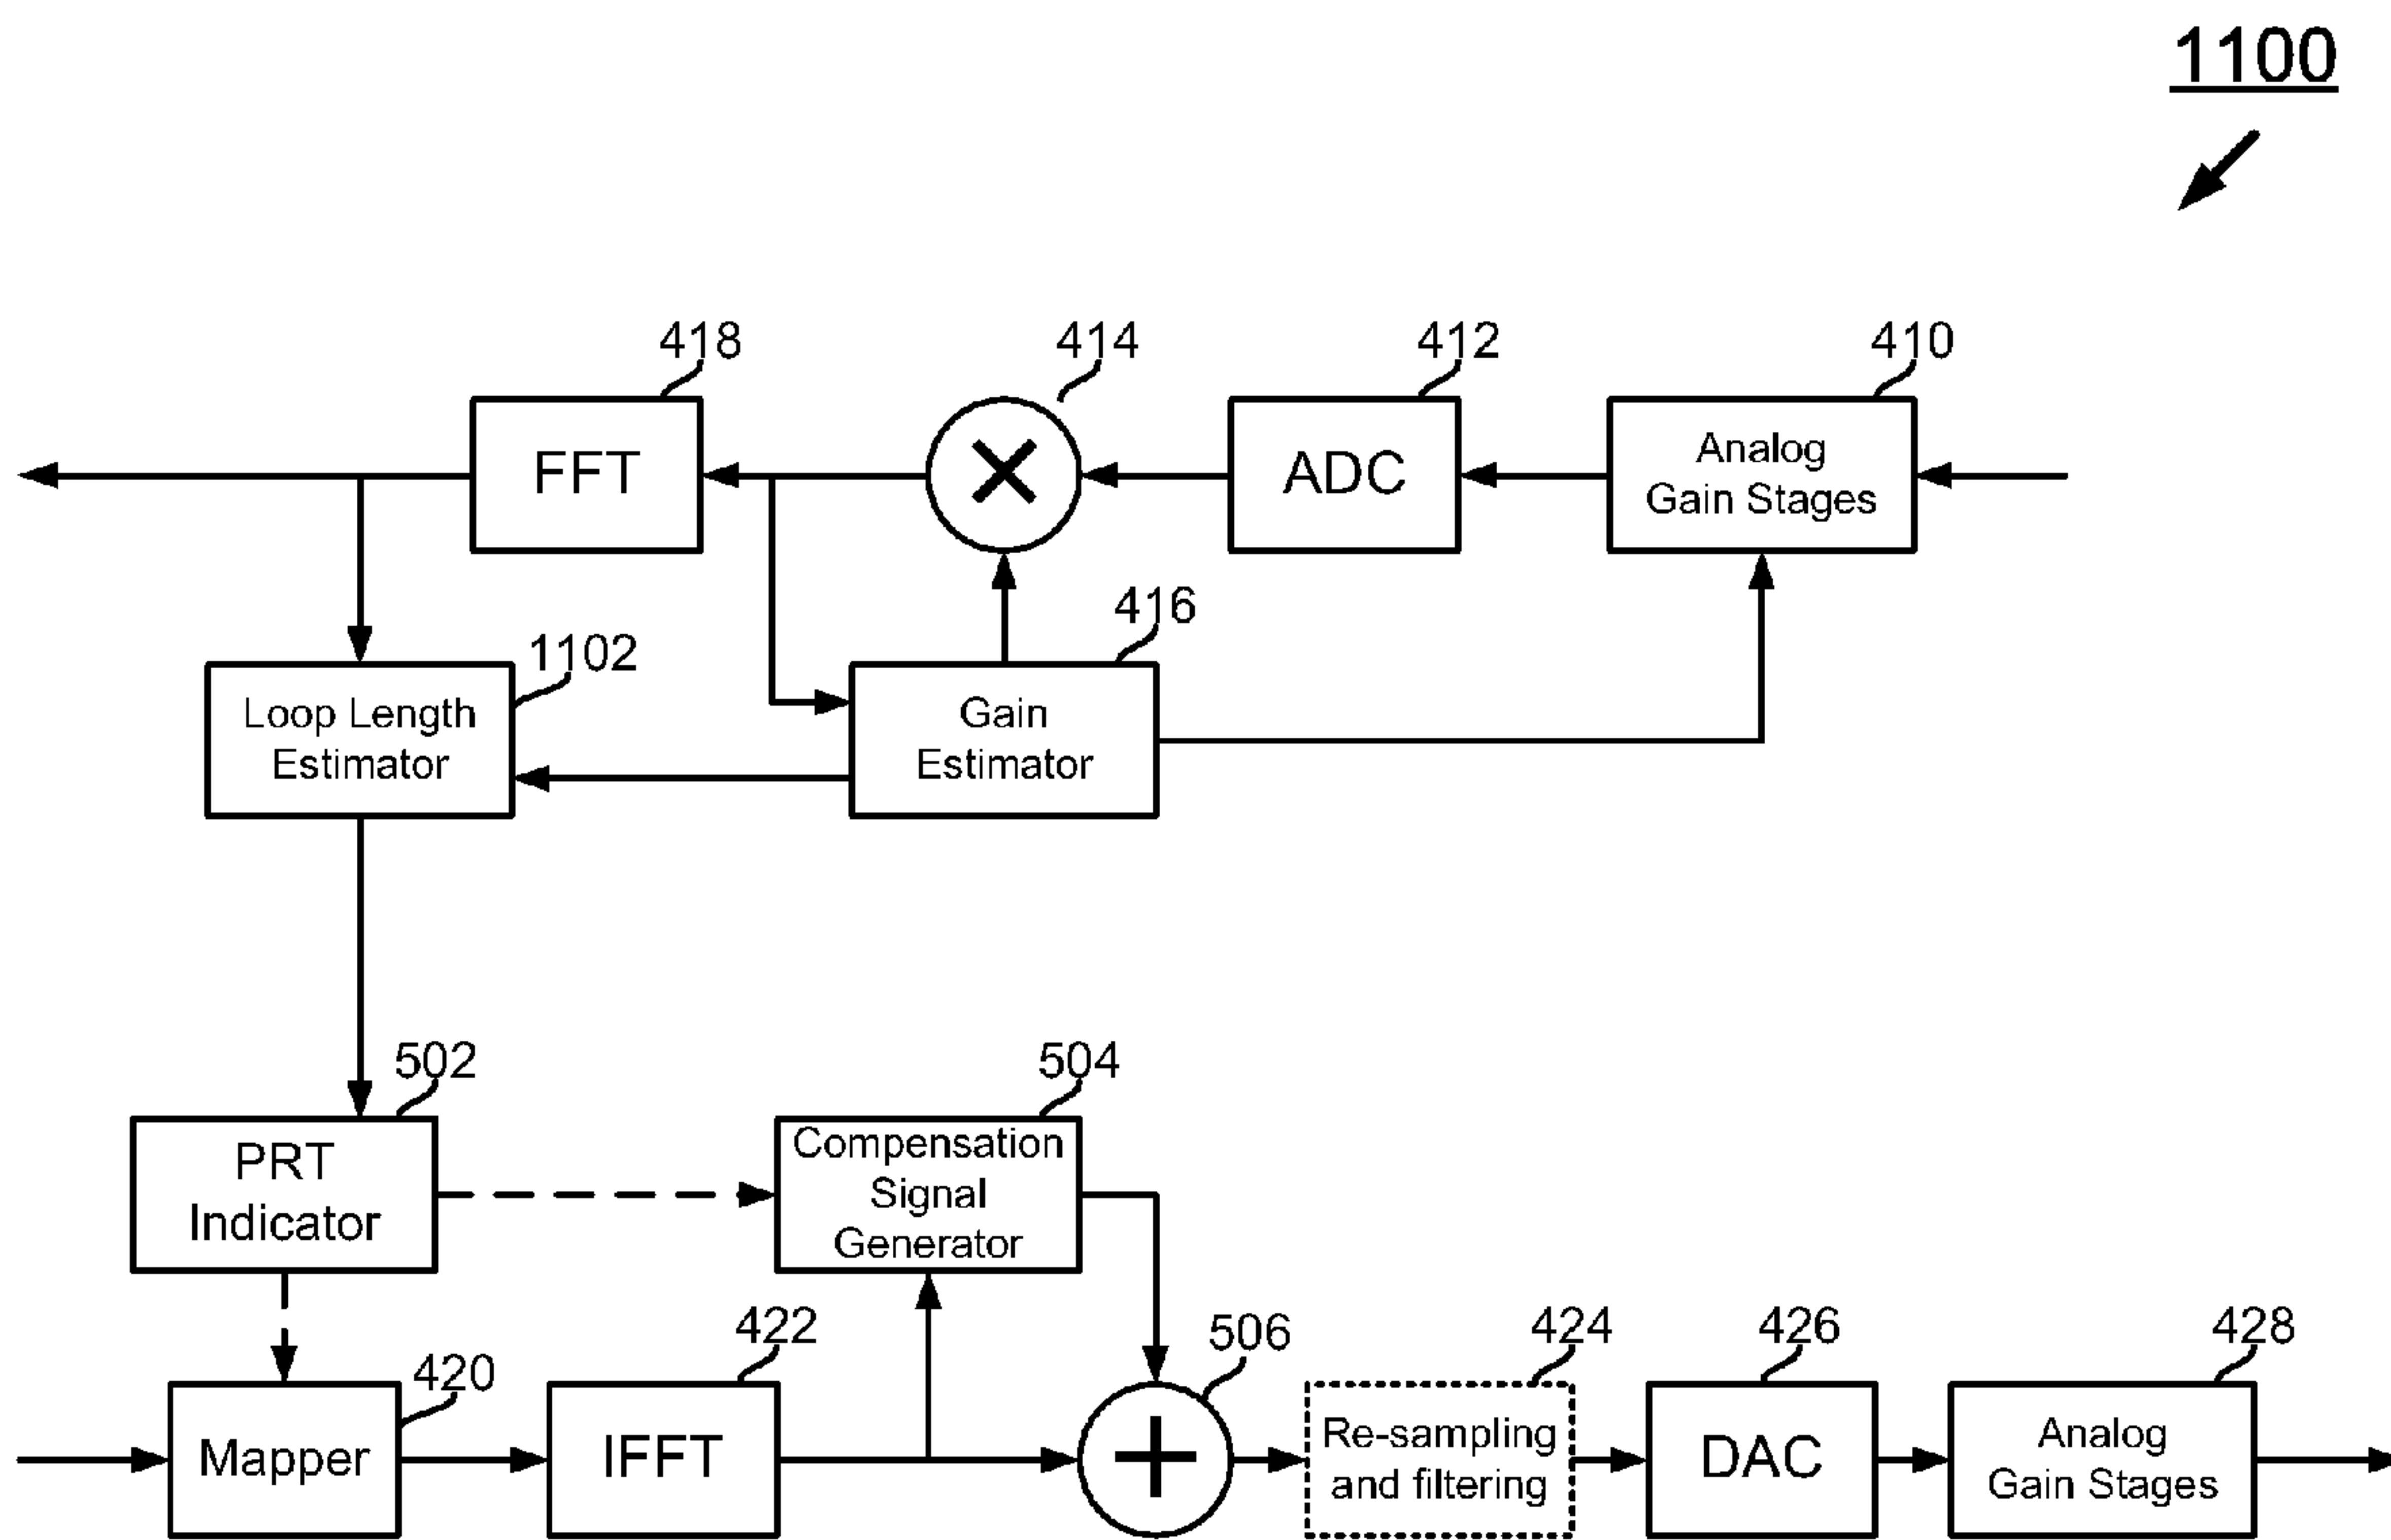 1100
418
414
412
410
FFT
ADC
Analog
Gain Stages
416
1102
Loop Length
Estimator
Gain
Estimator
502
504
PRT
Indicator
Compensation
Signal
Generator
420
422
506
424
426
428
Mapper
IFFT
Re-sampling
and filtering
DAC
Analog
Gain Stages